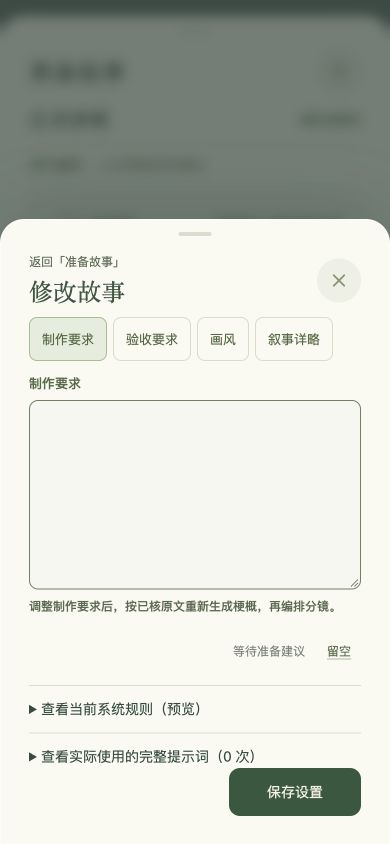 返回「准备故事」
修改故事
制作要求
验收要求
画风
叙事详略
制作要求
调整制作要求后，按已核原文重新生成梗概，再编排分镜。
等待准备建议
留空
查看当前系统规则（预览）
查看实际使用的完整提示词（0 次）
保存设置